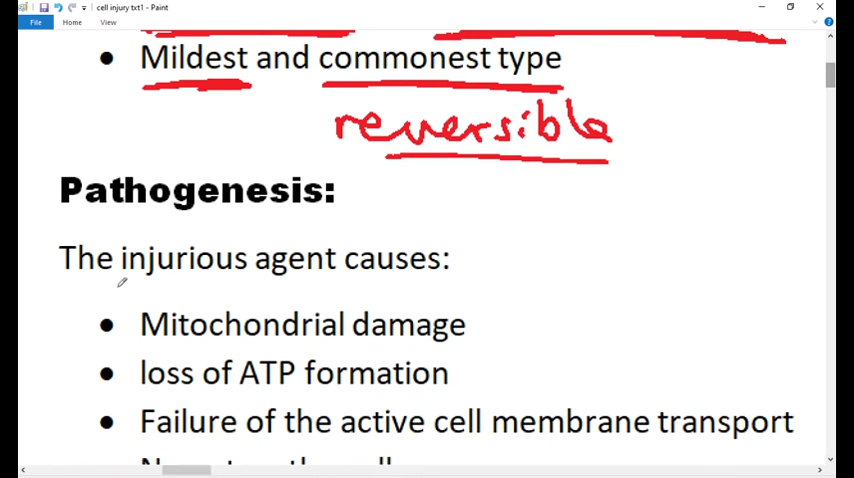 cell injury txt1 - Paint
File Home View
• Mildest and commonest type
reversible
Pathogenesis:
The injurious agent causes:
• Mitochondrial damage
• loss of ATP formation
• Failure of the active cell membrane transport